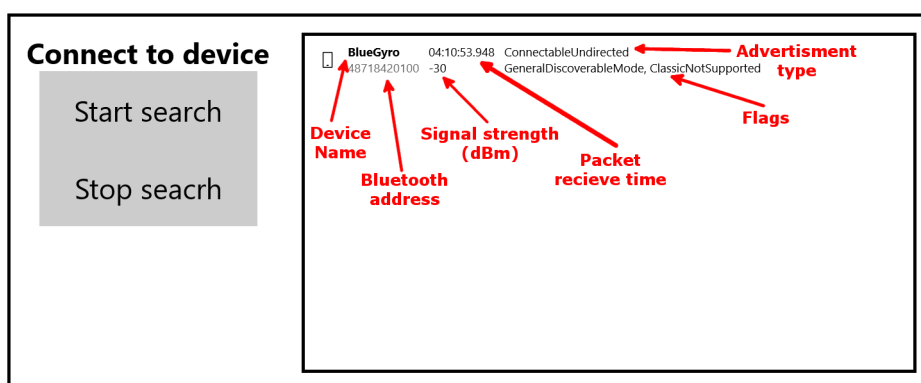 Connect to device
Start search
Stop seacrh
BlueGyro 04:10:53.948 ConnectableUndirected
48718420100 -30 GeneralDiscoverableMode, ClassicNotSupported
Advertisment
type
Flags
Device
Name
Signal strength
(dBm)
Packet
recieve time
Bluetooth
address